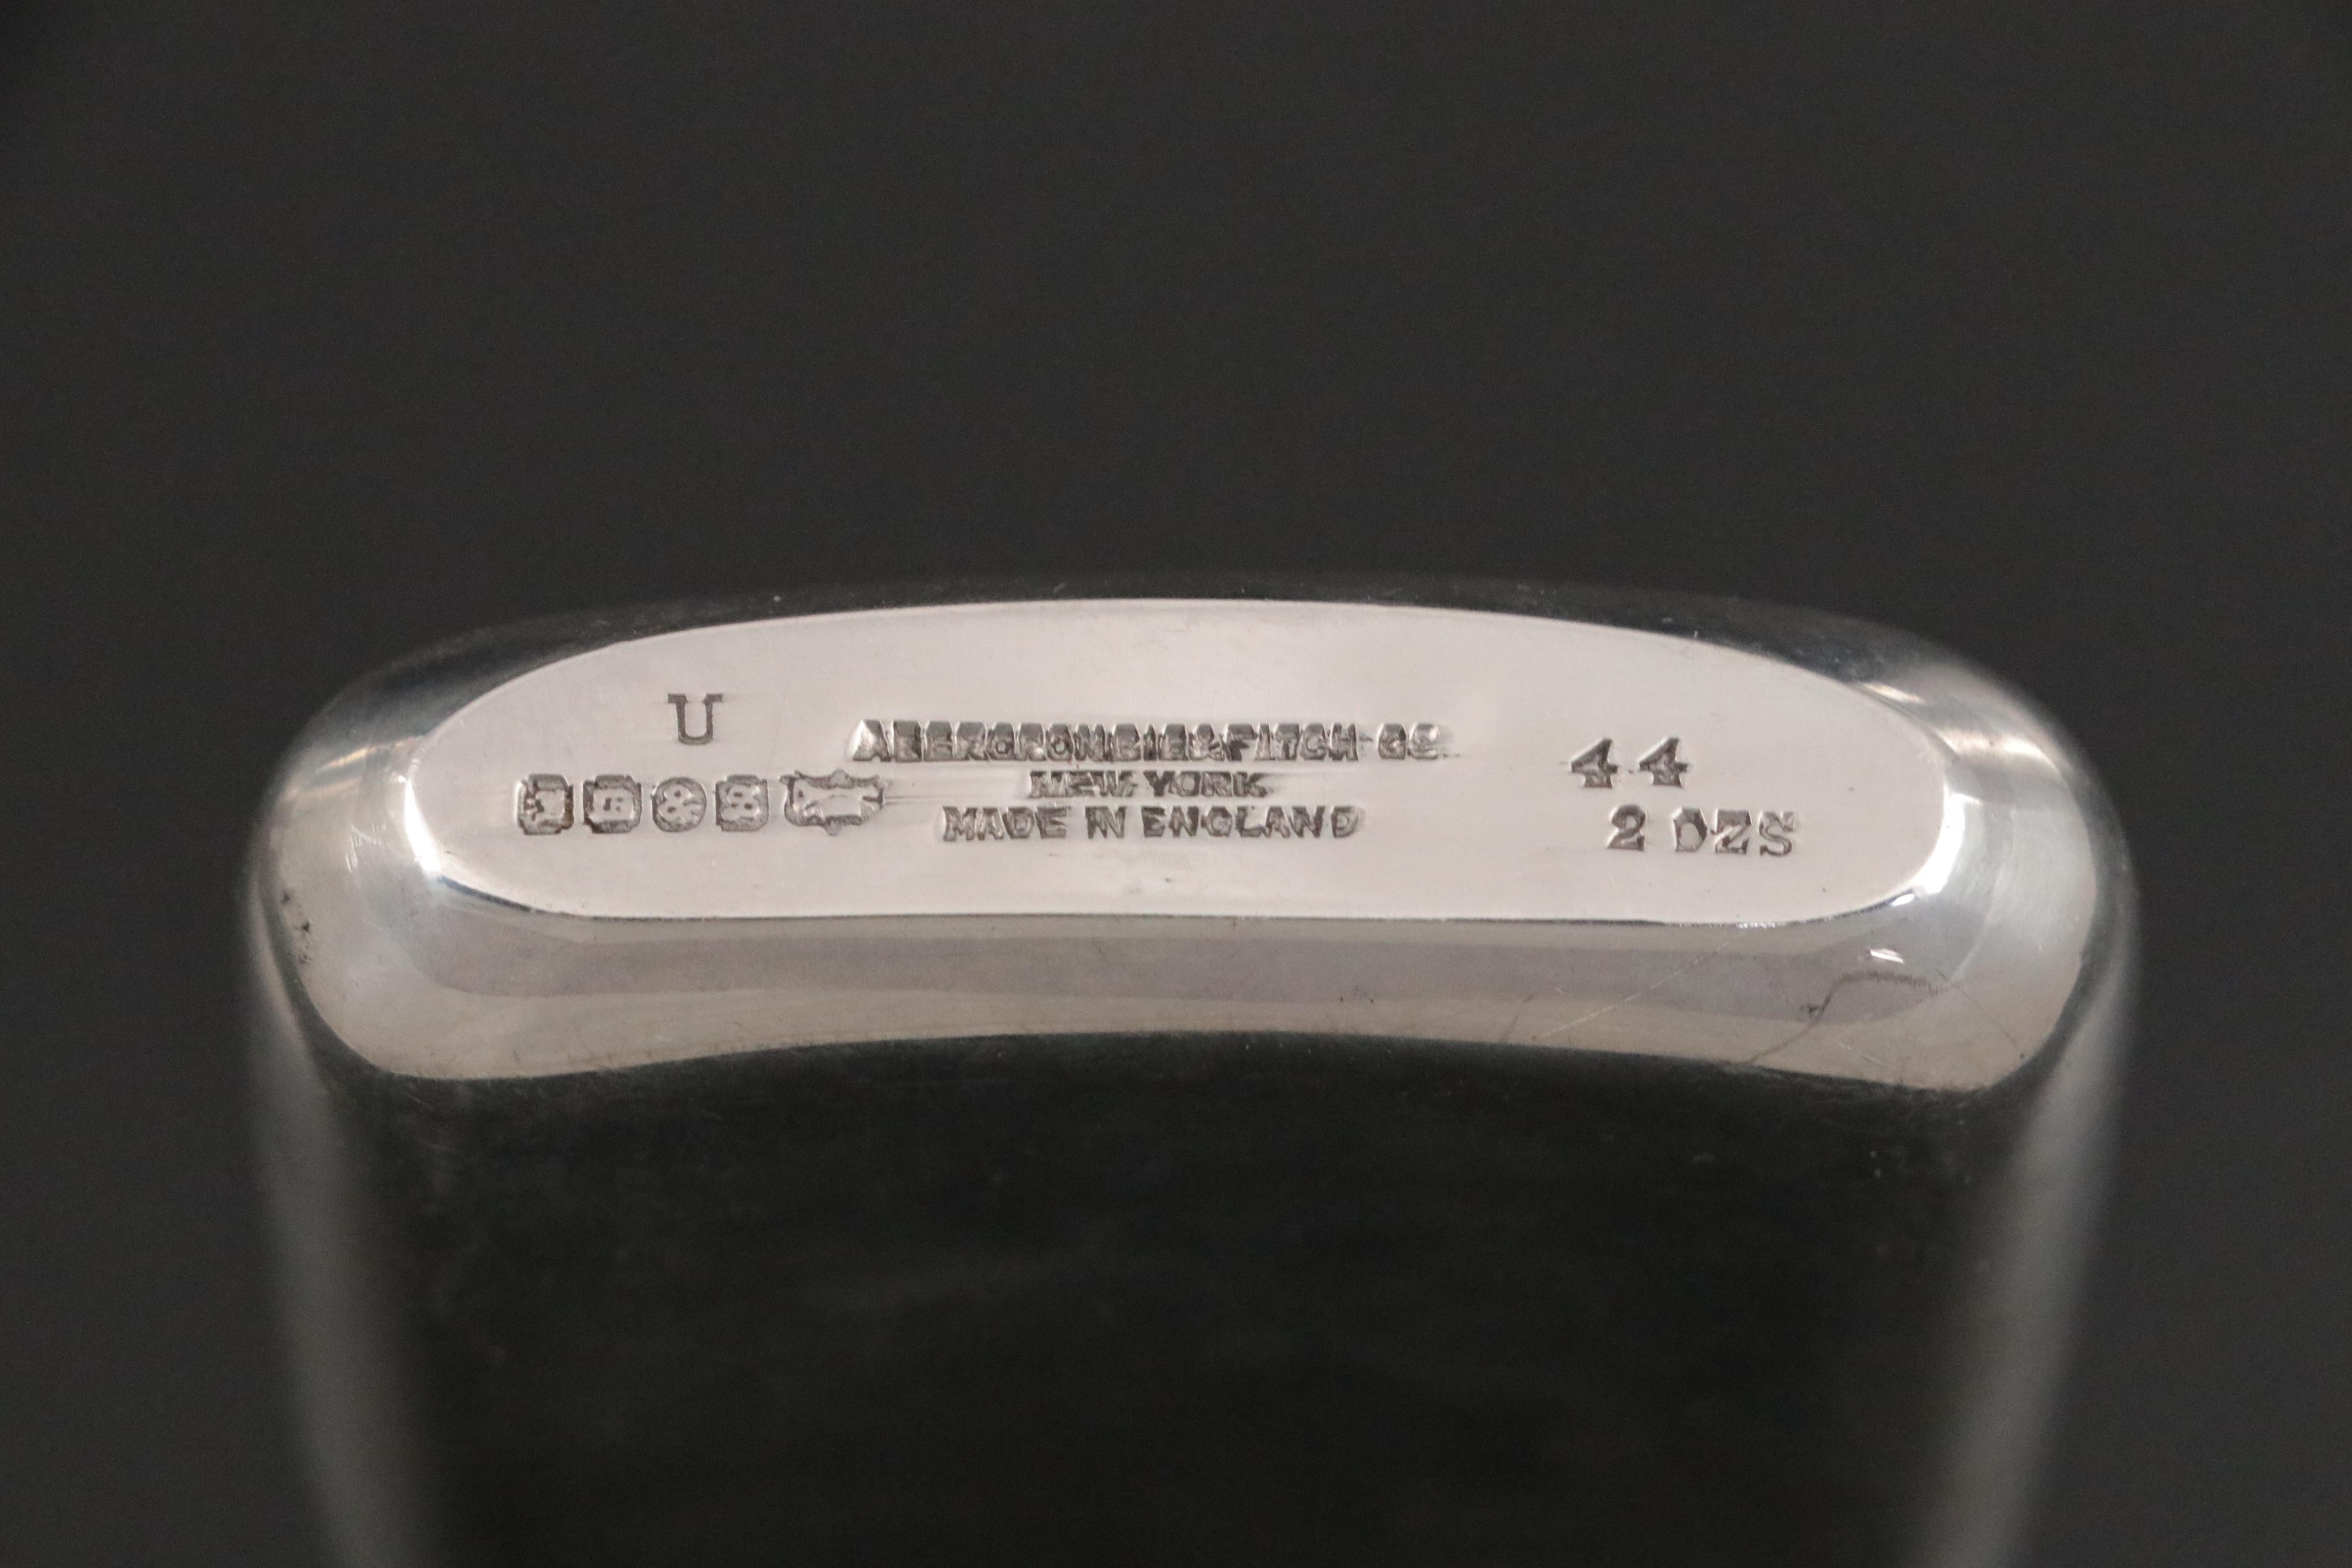 U
ABERCROMBIE & FITCH Co
NEW YORK
MADE IN ENGLAND
44
2 OZS